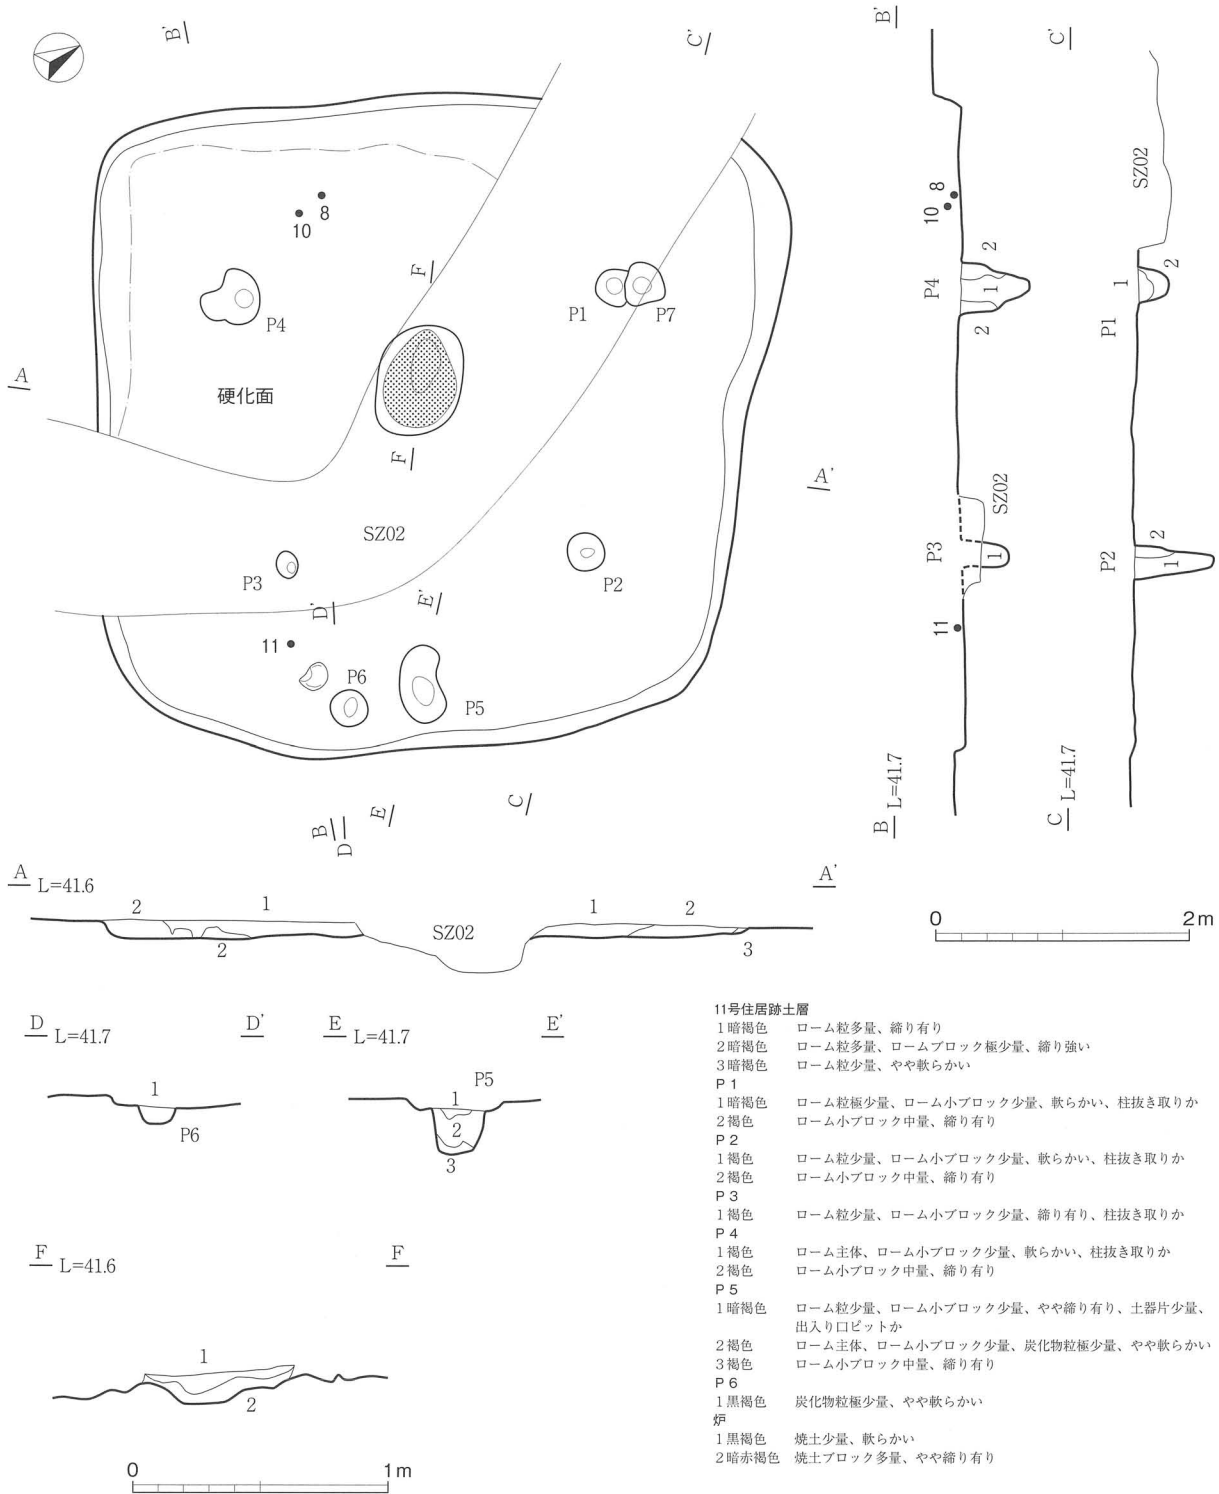 B'
C'
B'
C'
8
10
F
P4
P1
P7
A
硬化面
F
A'
SZ02
P3
P2
D'
E'
11
P6
P5
B
D
E
C
SZ02
8
10
2
P4
1
2
2
1
P1
SZ02
P3
1
2
P2
1
11
B L=41.7
C L=41.7
A L=41.6
A'
2
1
SZ02
1
2
2
3
0
2m
D L=41.7
D'
E L=41.7
E'
1
P6
P5
1
2
3
F L=41.6
F
1
2
0
1m
11号住居跡土層
1暗褐色 ローム粒多量、締り有り
2暗褐色 ローム粒多量、ロームブロック極少量、締り強い
3暗褐色 ローム粒少量、やや軟らかい
P1
1暗褐色 ローム粒極少量、ローム小ブロック少量、軟らかい、柱抜き取りか
2褐色 ローム小ブロック中量、締り有り
P2
1褐色 ローム粒少量、ローム小ブロック少量、軟らかい、柱抜き取りか
2褐色 ローム小ブロック中量、締り有り
P3
1褐色 ローム粒少量、ローム小ブロック少量、締り有り、柱抜き取りか
P4
1褐色 ローム主体、ローム小ブロック少量、軟らかい、柱抜き取りか
2褐色 ローム小ブロック中量、締り有り
P5
1暗褐色 ローム粒少量、ローム小ブロック少量、やや締り有り、土器片少量、
出入り口ピットか
2褐色 ローム主体、ローム小ブロック少量、炭化物粒極少量、やや軟らかい
3褐色 ローム小ブロック中量、締り有り
P6
1黒褐色 炭化物粒極少量、やや軟らかい
炉
1黒褐色 焼土少量、軟らかい
2暗赤褐色 焼土ブロック多量、やや締り有り